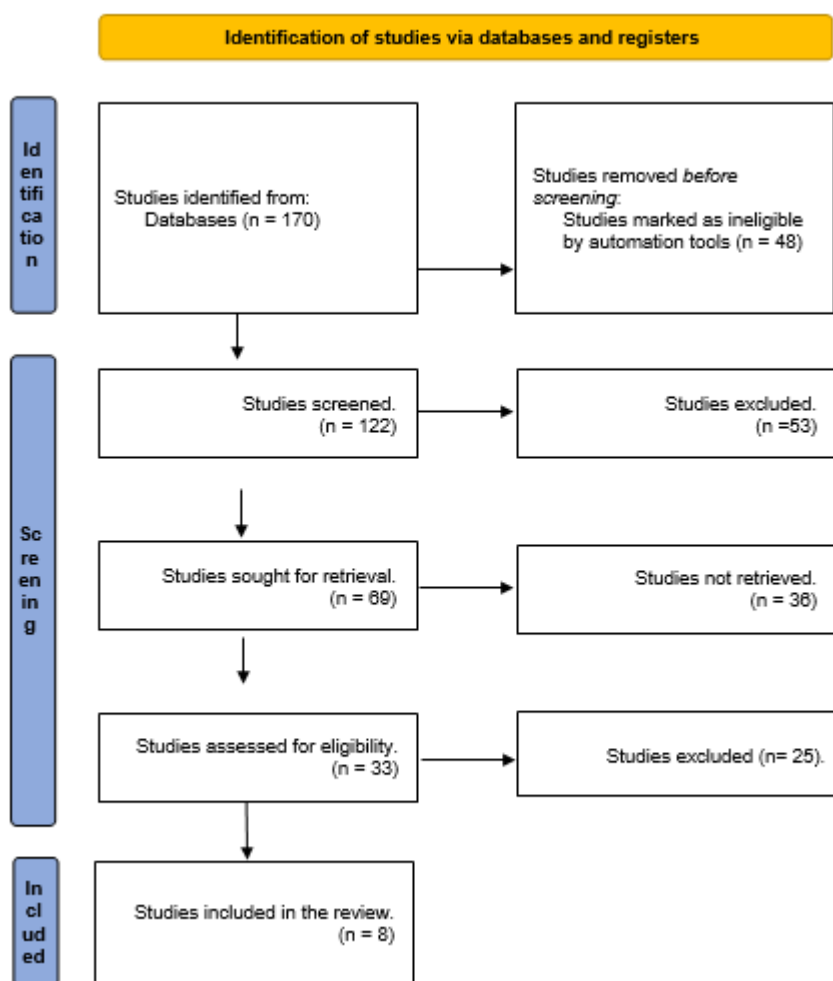 Identification of studies via databases and registers
Id
en
tifi
ca
tio
n
Studies identified from:
Databases (n = 170)
Studies removed before
screening:
Studies marked as ineligible
by automation tools (n = 48)
Sc
re
en
in
g
Studies screened.
(n = 122)
Studies excluded.
(n =53)
Studies sought for retrieval.
(n = 69)
Studies not retrieved.
(n = 36)
Studies assessed for eligibility.
(n = 33)
Studies excluded (n= 25).
In
cl
ud
ed
Studies included in the review.
(n = 8)